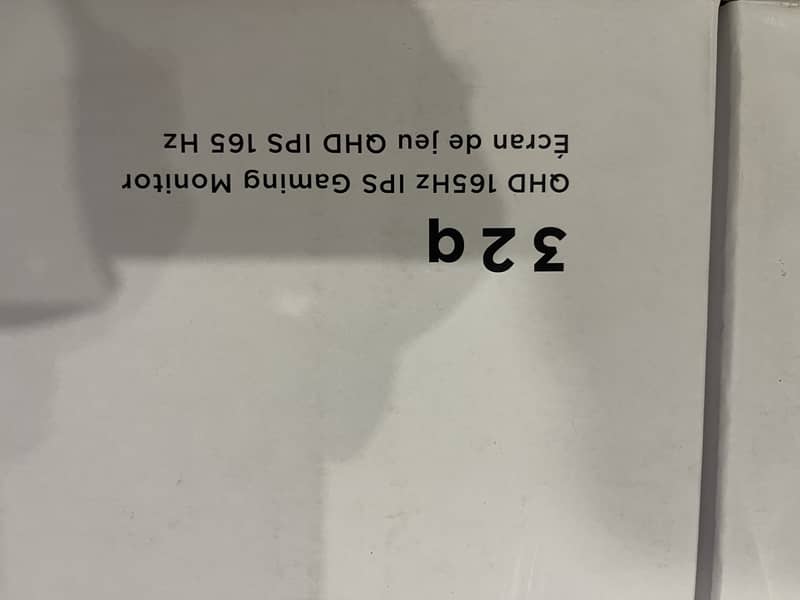 32q
QHD 165Hz IPS Gaming Monitor
Écran de jeu QHD IPS 165 Hz